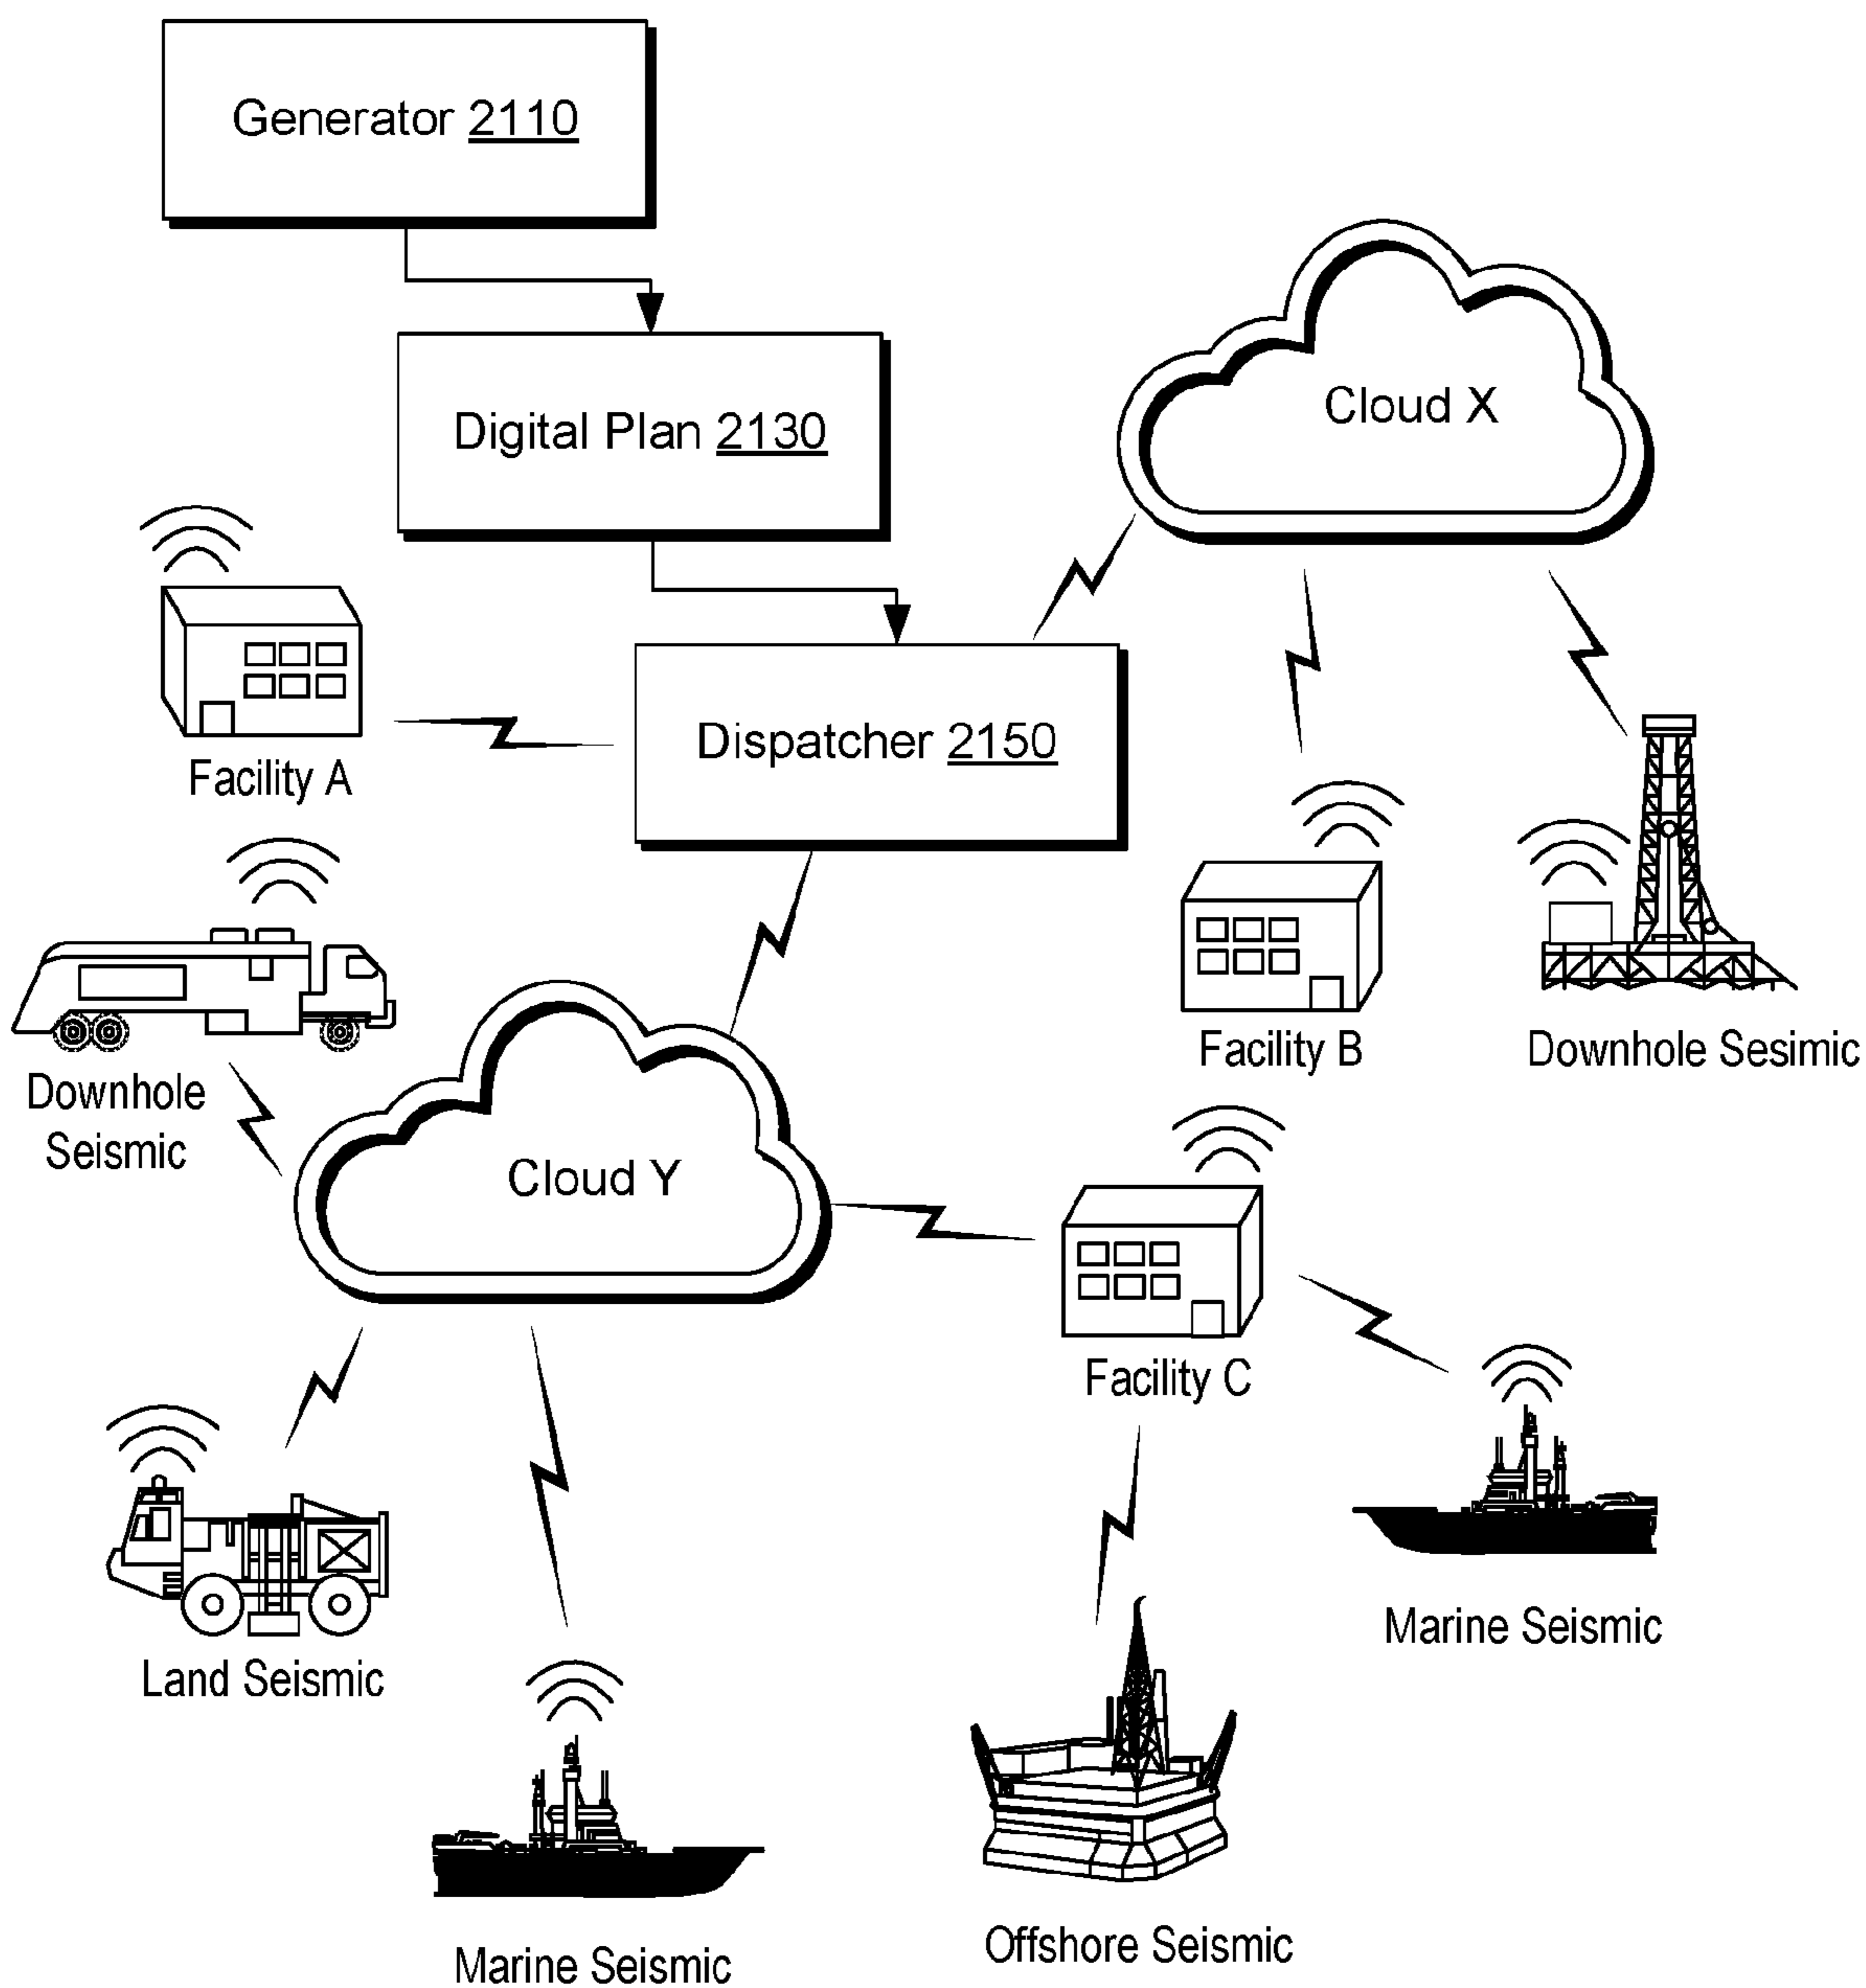 Generator 2110
Cloud X
Digital Plan 2130
Dispatcher 2150
Facility A
Facility B
Downhole Sesimic
Downhole
Seismic
Cloud Y
Facility C
Marine Seismic
Land Seismic
Offshore Seismic
Marine Seismic